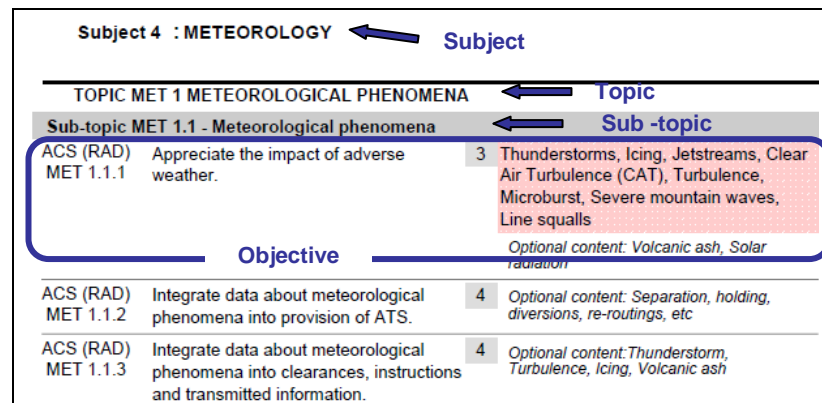 Subject 4 : METEOROLOGY
Subject
TOPIC MET 1 METEOROLOGICAL PHENOMENA
Topic
Sub-topic MET 1.1 - Meteorological phenomena
Sub -topic
ACS (RAD) Appreciate the impact of adverse 3 Thunderstorms, Icing, Jetstreams, Clear
MET 1.1.1 weather. Air Turbulence (CAT), Turbulence,
Microburst, Severe mountain waves,
Line squalls
Optional content: Volcanic ash, Solar
radiation
Objective
ACS (RAD) Integrate data about meteorological 4 Optional content: Separation, holding,
MET 1.1.2 phenomena into provision of ATS. diversions, re-routings, etc
ACS (RAD) Integrate data about meteorological 4 Optional content:Thunderstorm,
MET 1.1.3 phenomena into clearances, instructions Turbulence, Icing, Volcanic ash
and transmitted information.